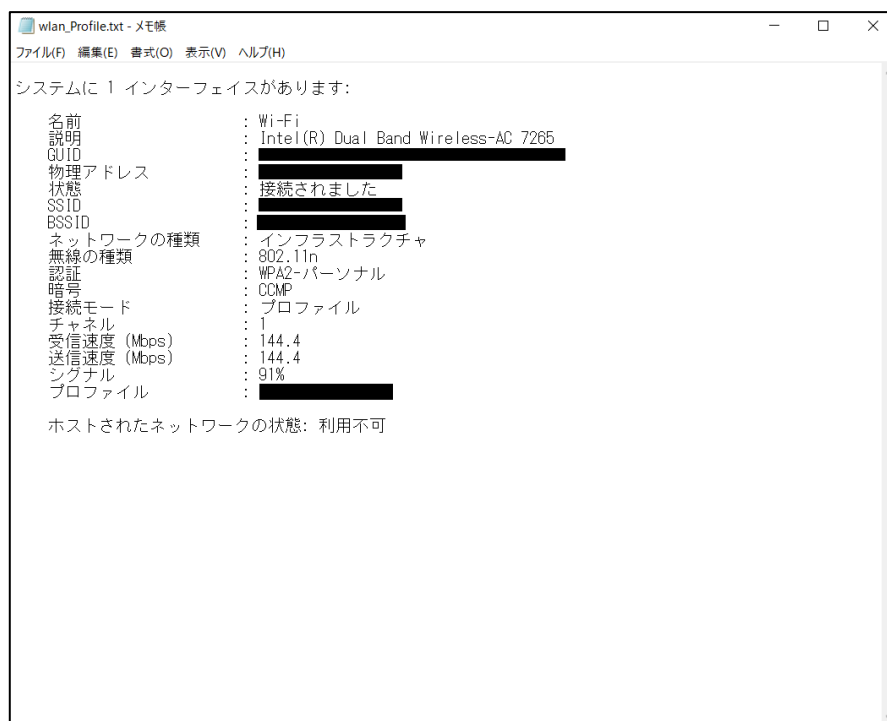 wlan_Profile.txt - メモ帳
ファイル(F) 編集(E) 書式(O) 表示(V) ヘルプ(H)
システムに 1 インターフェイスがあります:
名前 : Wi-Fi
説明 : Intel(R) Dual Band Wireless-AC 7265
GUID :
物理アドレス :
状態 : 接続されました
SSID :
BSSID :
ネットワークの種類 : インフラストラクチャ
無線の種類 : 802.11n
認証 : WPA2-パーソナル
暗号 : CCMP
接続モード : プロファイル
チャネル : 1
受信速度 (Mbps) : 144.4
送信速度 (Mbps) : 144.4
シグナル : 91%
プロファイル :
ホストされたネットワークの状態: 利用不可